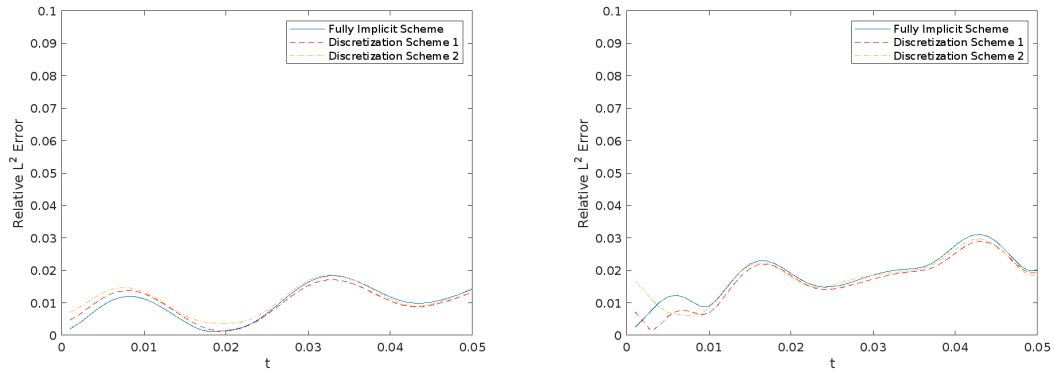 0.1
0.09
0.08
0.07
0.06
0.05
0.04
0.03
0.02
0.01
0
Relative L² Error
0 0.01 0.02 0.03 0.04 0.05
t
Fully Implicit Scheme
Discretization Scheme 1
Discretization Scheme 2
0.1
0.09
0.08
0.07
0.06
0.05
0.04
0.03
0.02
0.01
0
Relative L² Error
0 0.01 0.02 0.03 0.04 0.05
t
Fully Implicit Scheme
Discretization Scheme 1
Discretization Scheme 2